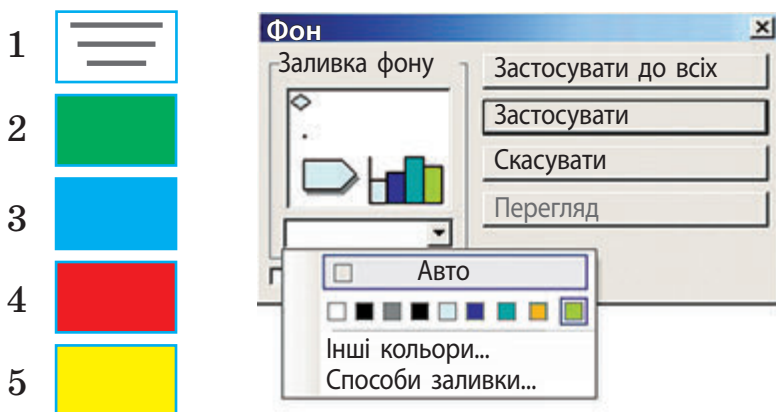 1
2
3
4
5
Фон
Заливка фону
Застосувати до всіх
Застосувати
Скасувати
Перегляд
Авто
Інші кольори...
Способи заливки...